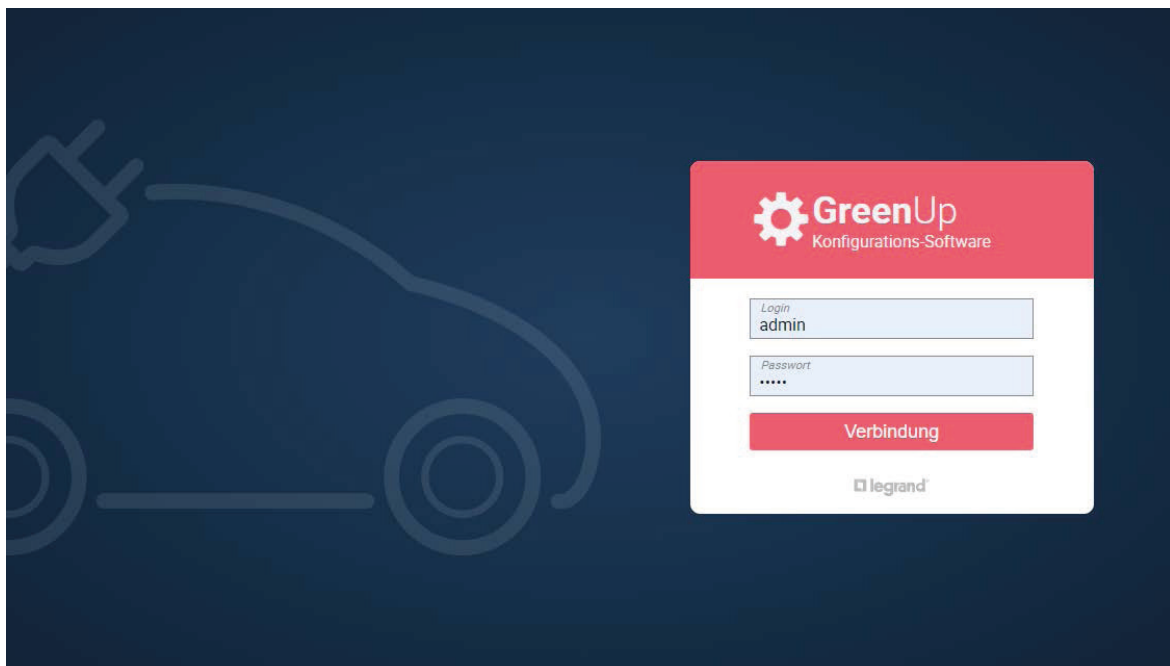 GreenUp
Konfigurations-Software
Login
admin
Passwort
•••••
Verbindung
legrand